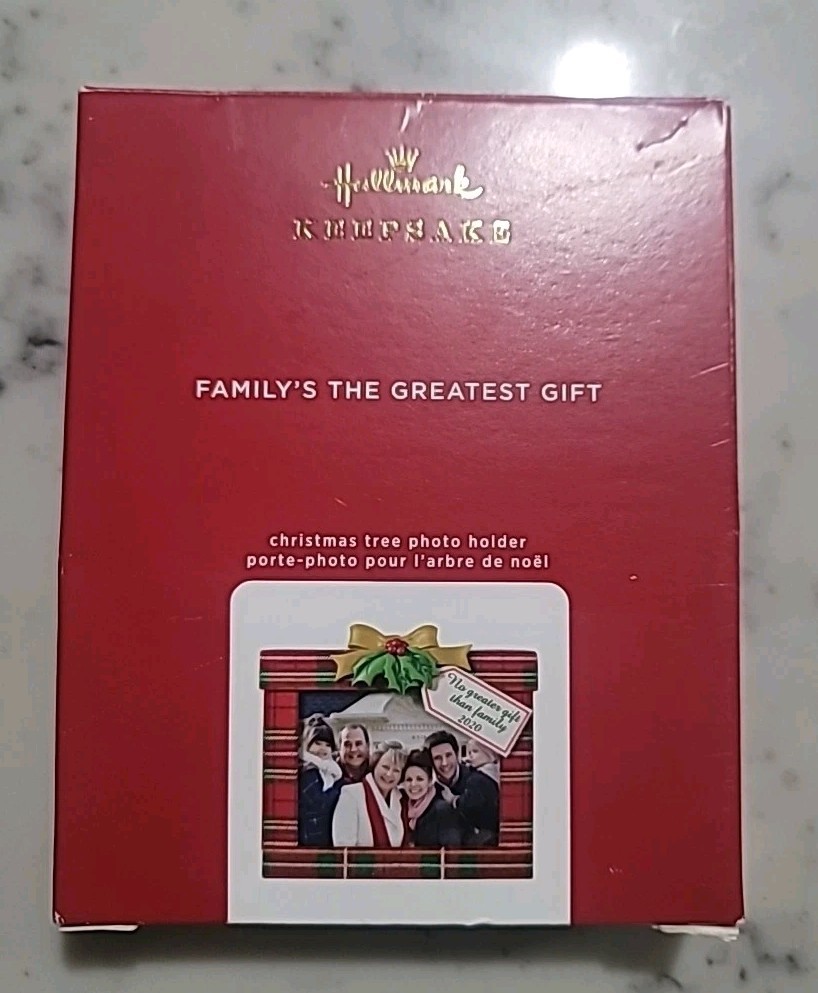 Hallmark
KEEPSAKE
FAMILY'S THE GREATEST GIFT
christmas tree photo holder
porte-photo pour l'arbre de noël
No greater gift
than family
2020